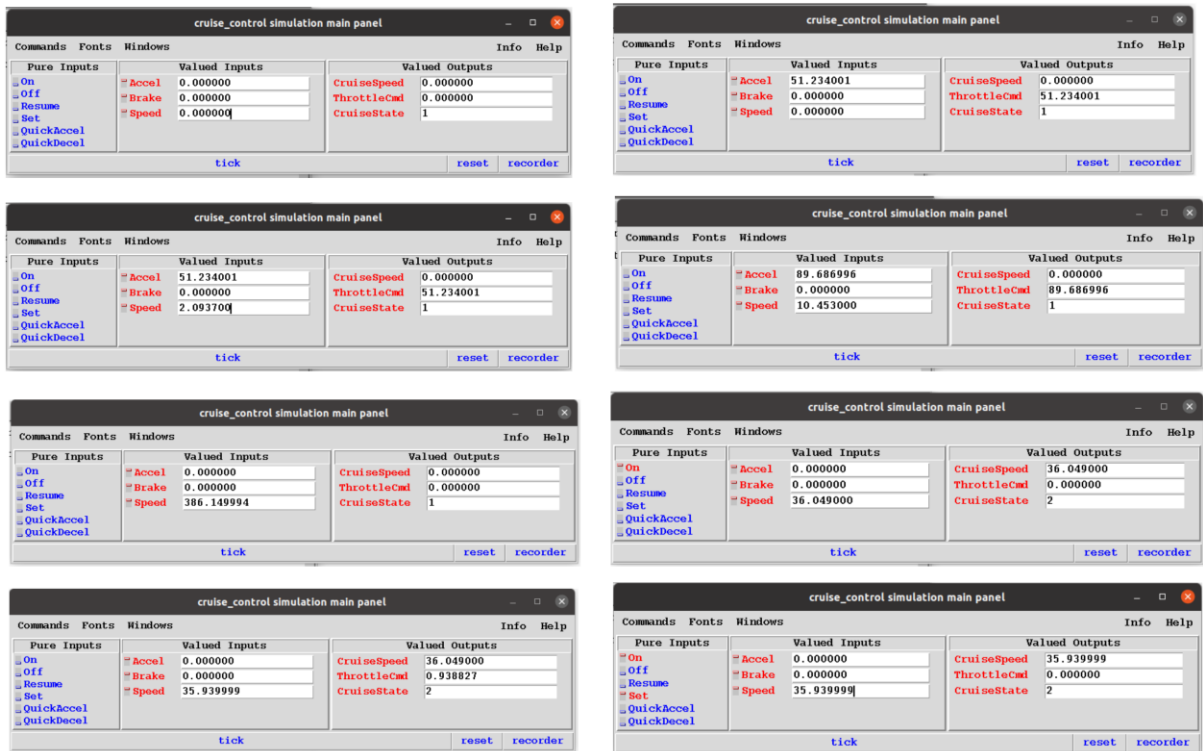 cruise_control simulation main panel
Commands Fonts Windows Info Help
Pure Inputs Valued Inputs Valued Outputs
On Accel 0.000000 CruiseSpeed 0.000000
Off Brake 0.000000 ThrottleCmd 0.000000
Resume Speed 0.000000 CruiseState 1
Set
QuickAccel
QuickDecel
tick reset recorder
cruise_control simulation main panel
Commands Fonts Windows Info Help
Pure Inputs Valued Inputs Valued Outputs
On Accel 51.234001 CruiseSpeed 0.000000
Off Brake 0.000000 ThrottleCmd 51.234001
Resume Speed 0.000000 CruiseState 1
Set
QuickAccel
QuickDecel
tick reset recorder
cruise_control simulation main panel
Commands Fonts Windows Info Help
Pure Inputs Valued Inputs Valued Outputs
On Accel 51.234001 CruiseSpeed 0.000000
Off Brake 0.000000 ThrottleCmd 51.234001
Resume Speed 2.093700 CruiseState 1
Set
QuickAccel
QuickDecel
tick reset recorder
cruise_control simulation main panel
Commands Fonts Windows Info Help
Pure Inputs Valued Inputs Valued Outputs
On Accel 89.686996 CruiseSpeed 0.000000
Off Brake 0.000000 ThrottleCmd 89.686996
Resume Speed 10.453000 CruiseState 1
Set
QuickAccel
QuickDecel
tick reset recorder
cruise_control simulation main panel
Commands Fonts Windows Info Help
Pure Inputs Valued Inputs Valued Outputs
On Accel 0.000000 CruiseSpeed 0.000000
Off Brake 0.000000 ThrottleCmd 0.000000
Resume Speed 386.149994 CruiseState 1
Set
QuickAccel
QuickDecel
tick reset recorder
cruise_control simulation main panel
Commands Fonts Windows Info Help
Pure Inputs Valued Inputs Valued Outputs
On Accel 0.000000 CruiseSpeed 36.049000
Off Brake 0.000000 ThrottleCmd 0.000000
Resume Speed 36.049000 CruiseState 2
Set
QuickAccel
QuickDecel
tick reset recorder
cruise_control simulation main panel
Commands Fonts Windows Info Help
Pure Inputs Valued Inputs Valued Outputs
On Accel 0.000000 CruiseSpeed 36.049000
Off Brake 0.000000 ThrottleCmd 0.938827
Resume Speed 35.939999 CruiseState 2
Set
QuickAccel
QuickDecel
tick reset recorder
cruise_control simulation main panel
Commands Fonts Windows Info Help
Pure Inputs Valued Inputs Valued Outputs
On Accel 0.000000 CruiseSpeed 35.939999
Off Brake 0.000000 ThrottleCmd 0.000000
Resume Speed 35.939999 CruiseState 2
Set
QuickAccel
QuickDecel
tick reset recorder